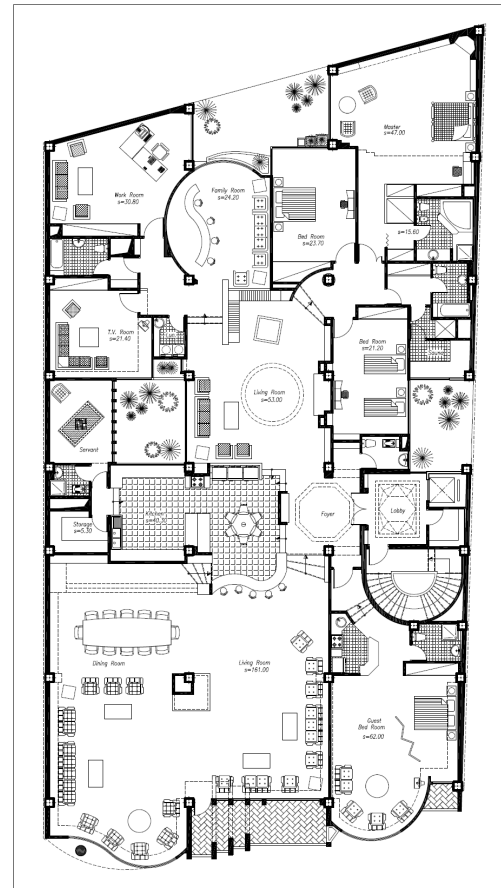 Master
s=47.00
Work Room
s=30.80
Family Room
s=24.20
Bed Room
s=23.70
s=15.60
T.V. Room
s=21.40
Bed Room
s=21.20
Living Room
s=53.00
Servant
Kitchen
s=40.30
Foyer
Lobby
Storage
s=5.30
Dining Room
Living Room
s=161.00
Guest
Bed Room
s=62.00